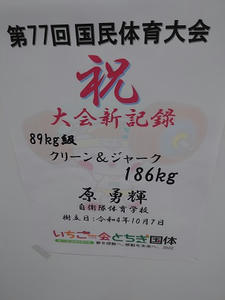 第77回国民体育大会
祝
大会新記録
89kg級
クリーン&ジャーク
186kg
原 勇輝
自衛隊体育学校
樹立日:令和4年10月7日
いちご一会とちぎ国体